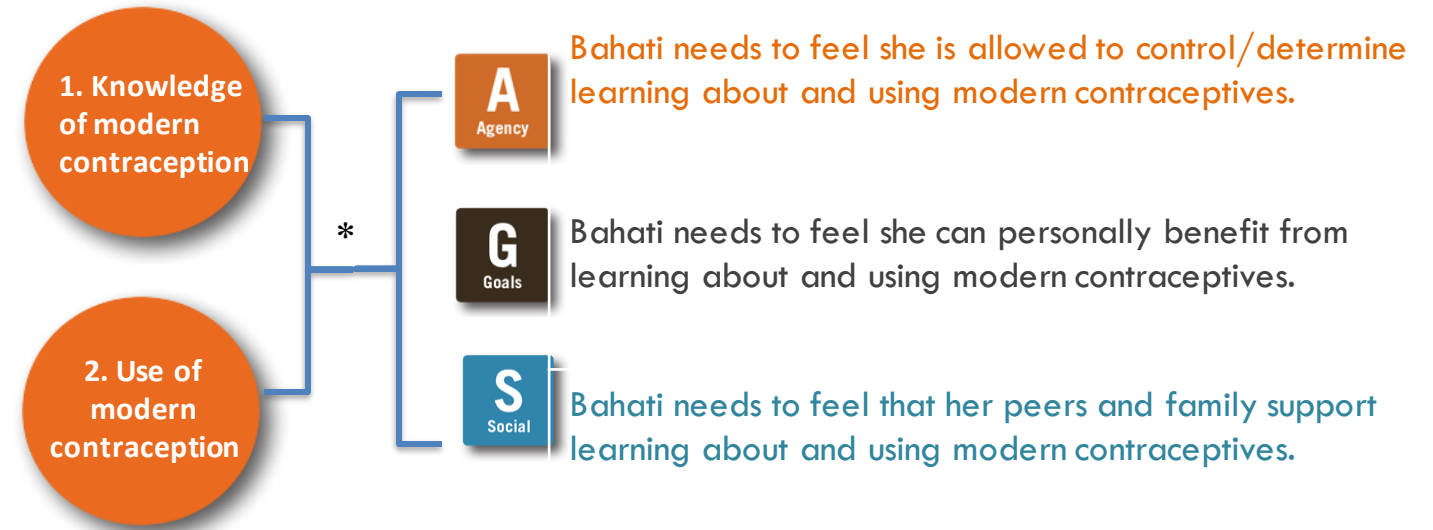 1. Knowledge
of modern
contraception
2. Use of
modern
contraception
*
A
Agency
Bahati needs to feel she is allowed to control/determine
learning about and using modern contraceptives.
G
Goals
Bahati needs to feel she can personally benefit from
learning about and using modern contraceptives.
S
Social
Bahati needs to feel that her peers and family support
learning about and using modern contraceptives.